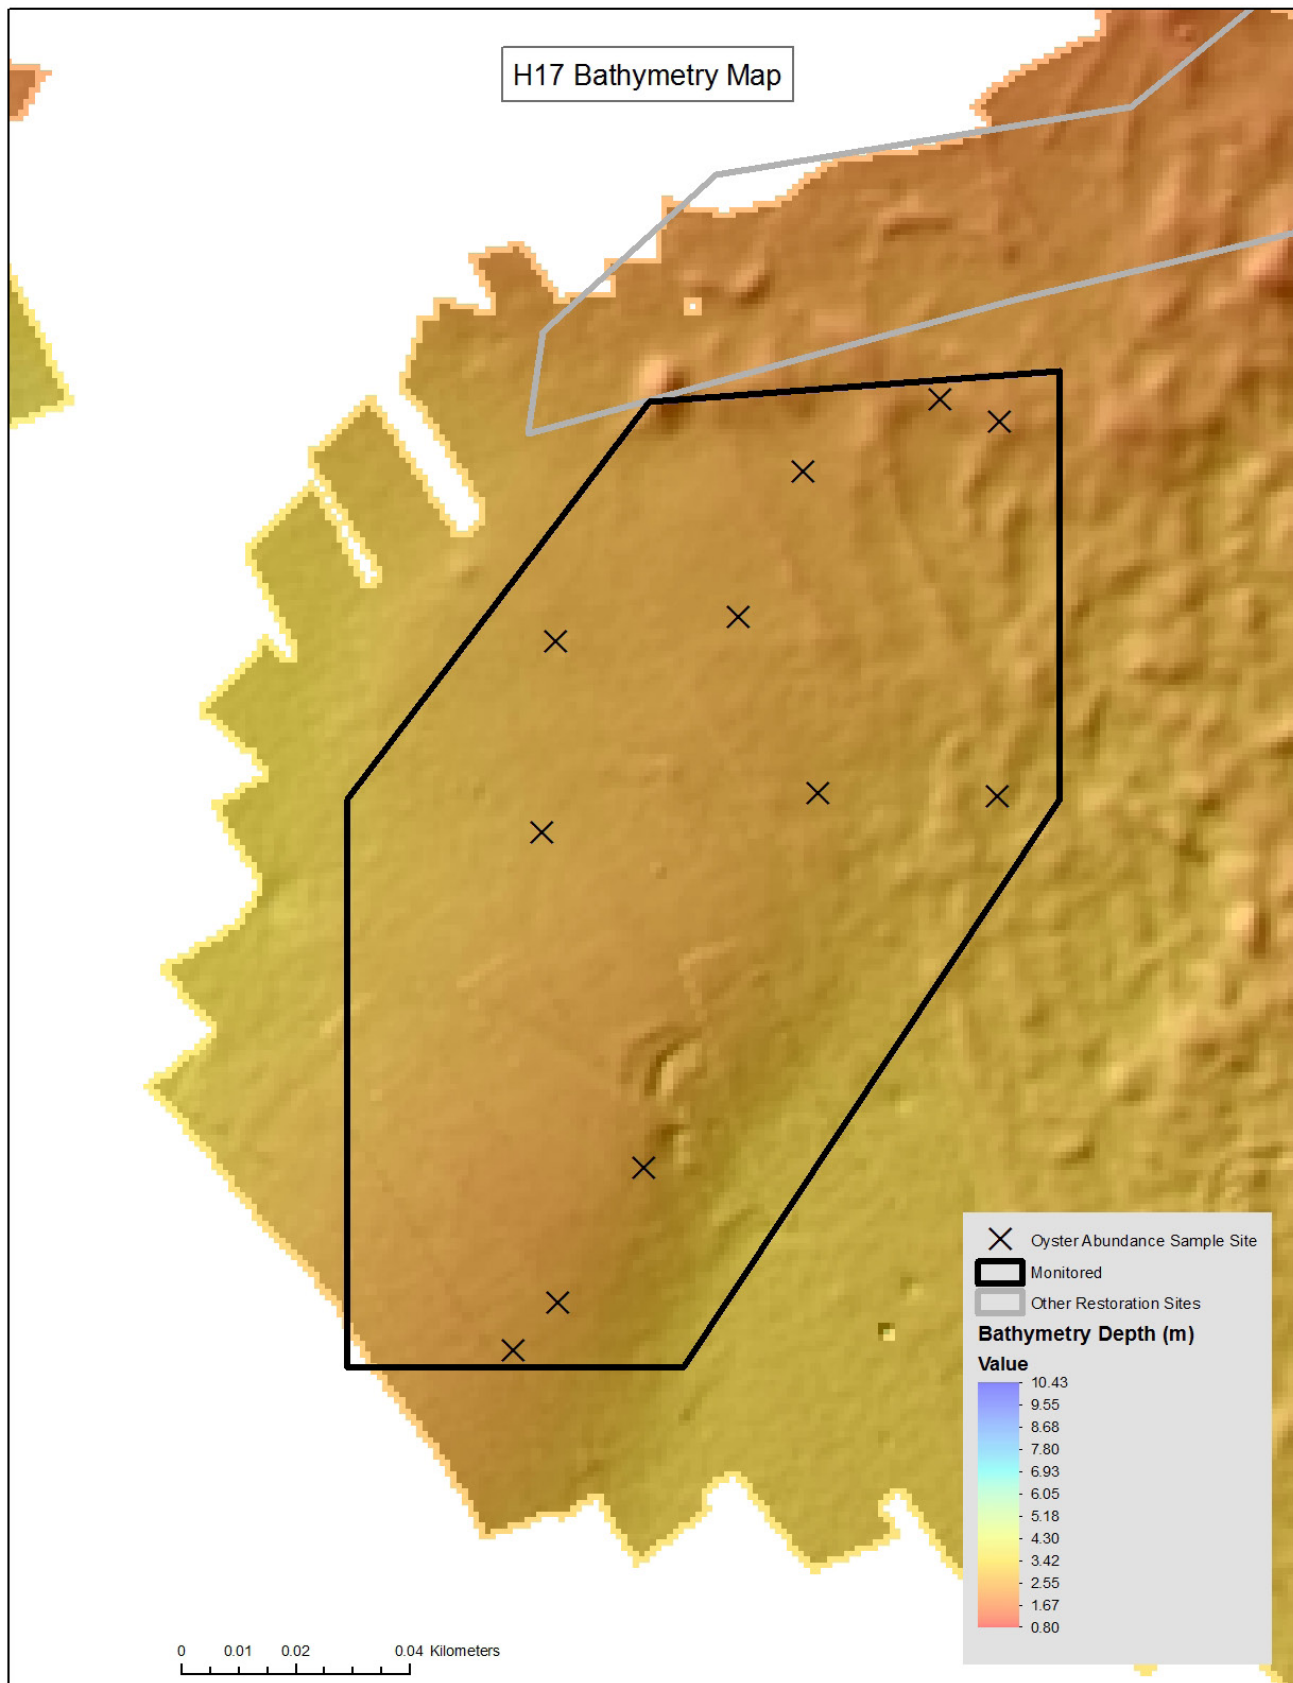 H17 Bathymetry Map
Oyster Abundance Sample Site
Monitored
Other Restoration Sites
Bathymetry Depth (m)
Value
10.43
9.55
8.68
7.80
6.93
6.05
5.18
4.30
3.42
2.55
1.67
0.80
0 0.01 0.02 0.04 Kilometers